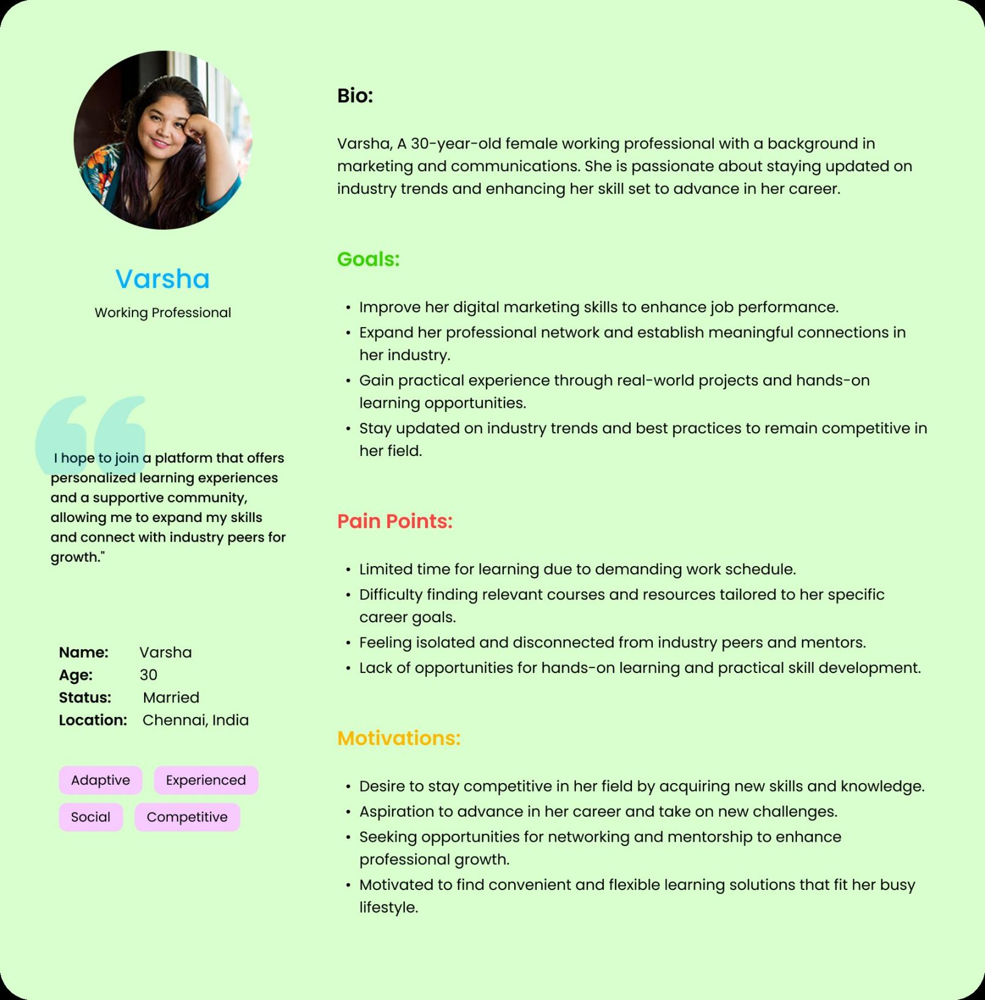 Varsha
Working Professional
I hope to join a platform that offers
personalized learning experiences
and a supportive community,
allowing me to expand my skills
and connect with industry peers for
growth."
Name: Varsha
Age: 30
Status: Married
Location: Chennai, India
Adaptive Experienced
Social Competitive
Bio:
Varsha, A 30-year-old female working professional with a background in
marketing and communications. She is passionate about staying updated on
industry trends and enhancing her skill set to advance in her career.
Goals:
• Improve her digital marketing skills to enhance job performance.
• Expand her professional network and establish meaningful connections in
her industry.
• Gain practical experience through real-world projects and hands-on
learning opportunities.
• Stay updated on industry trends and best practices to remain competitive in
her field.
Pain Points:
• Limited time for learning due to demanding work schedule.
• Difficulty finding relevant courses and resources tailored to her specific
career goals.
• Feeling isolated and disconnected from industry peers and mentors.
• Lack of opportunities for hands-on learning and practical skill development.
Motivations:
• Desire to stay competitive in her field by acquiring new skills and knowledge.
• Aspiration to advance in her career and take on new challenges.
• Seeking opportunities for networking and mentorship to enhance
professional growth.
• Motivated to find convenient and flexible learning solutions that fit her busy
lifestyle.